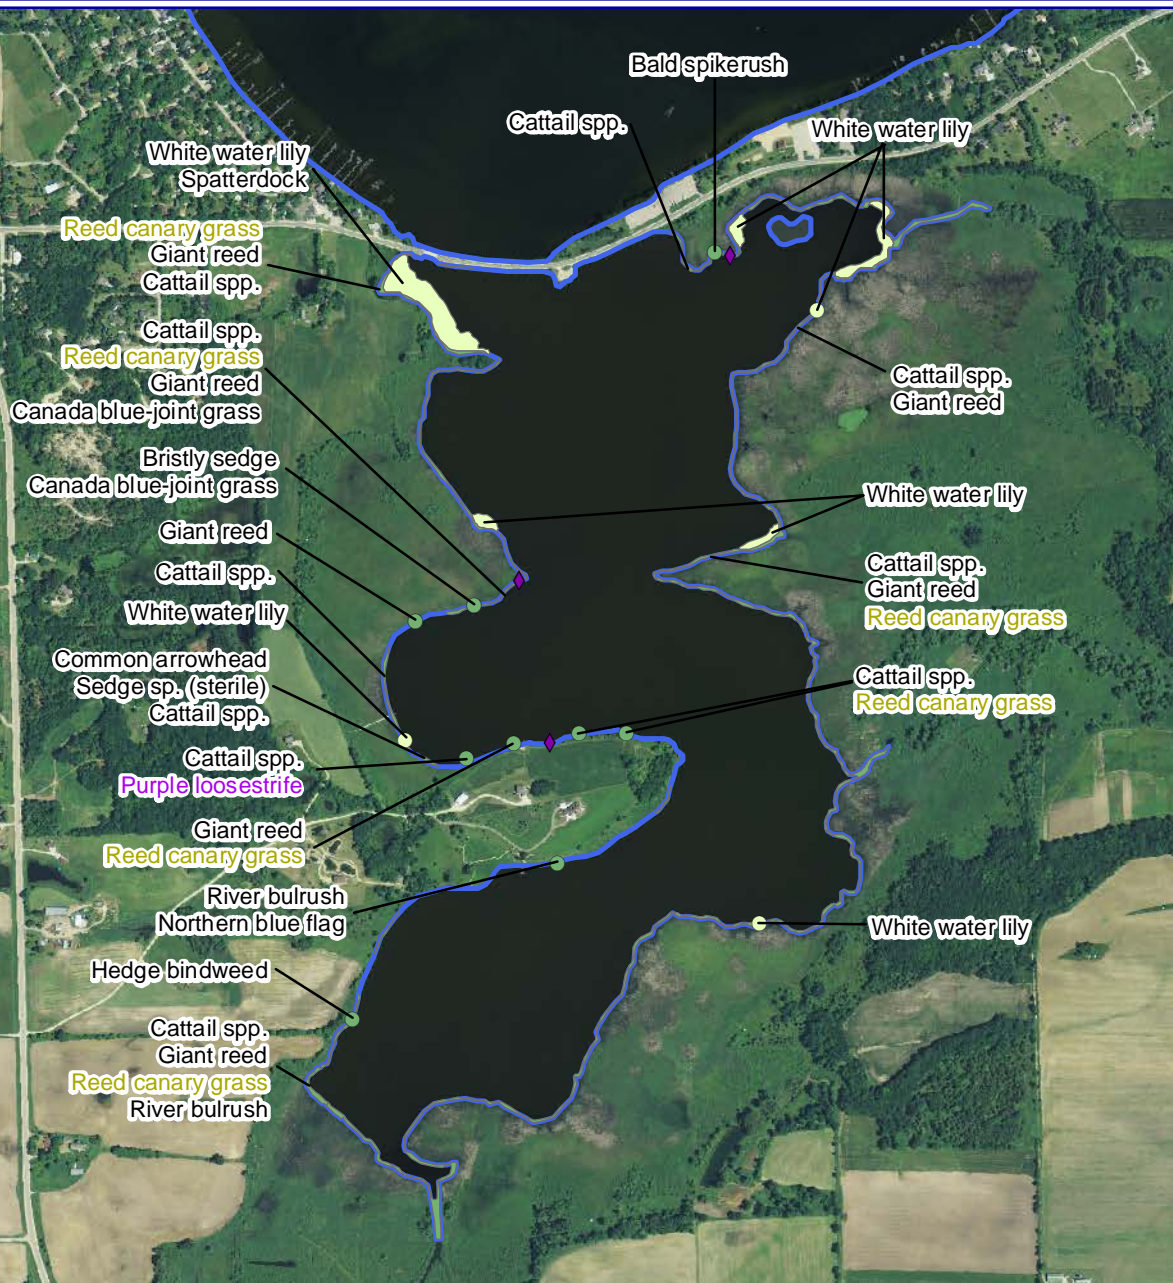 Bald spikerush
Cattail spp.
White water lily
White water lily
Spatterdock
Reed canary grass
Giant reed
Cattail spp.
Cattail spp.
Reed canary grass
Giant reed
Canada blue-joint grass
Cattail spp.
Giant reed
Bristly sedge
Canada blue-joint grass
White water lily
Giant reed
Cattail spp.
Cattail spp.
Giant reed
Reed canary grass
White water lily
Common arrowhead
Sedge sp. (sterile)
Cattail spp.
Cattail spp.
Reed canary grass
Cattail spp.
Purple loosestrife
Giant reed
Reed canary grass
River bulrush
Northern blue flag
White water lily
Hedge bindweed
Cattail spp.
Giant reed
Reed canary grass
River bulrush